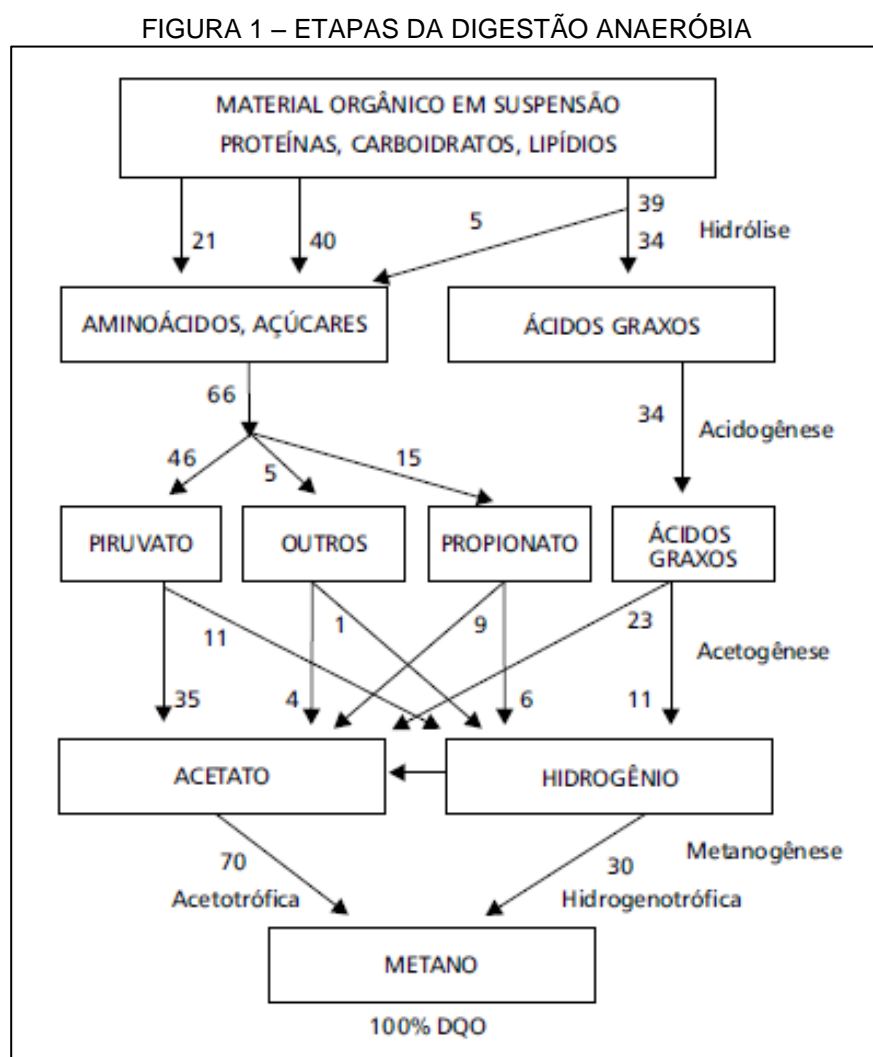 FIGURA 1 – ETAPAS DA DIGESTÃO ANAERÓBIA
MATERIAL ORGÂNICO EM SUSPENSÃO
PROTEÍNAS, CARBOIDRATOS, LIPÍDIOS
39
5
Hidrólise
21
40
34
AMINOÁCIDOS, AÇÚCARES
ÁCIDOS GRAXOS
66
34
Acidogênese
46
5
15
PIRUVATO
OUTROS
PROPIONATO
ÁCIDOS
GRAXOS
11
1
9
23
Acetogênese
35
4
6
11
ACETATO
HIDROGÊNIO
Metanogênese
70
30
Acetotrófica
Hidrogenotrófica
METANO
100% DQO